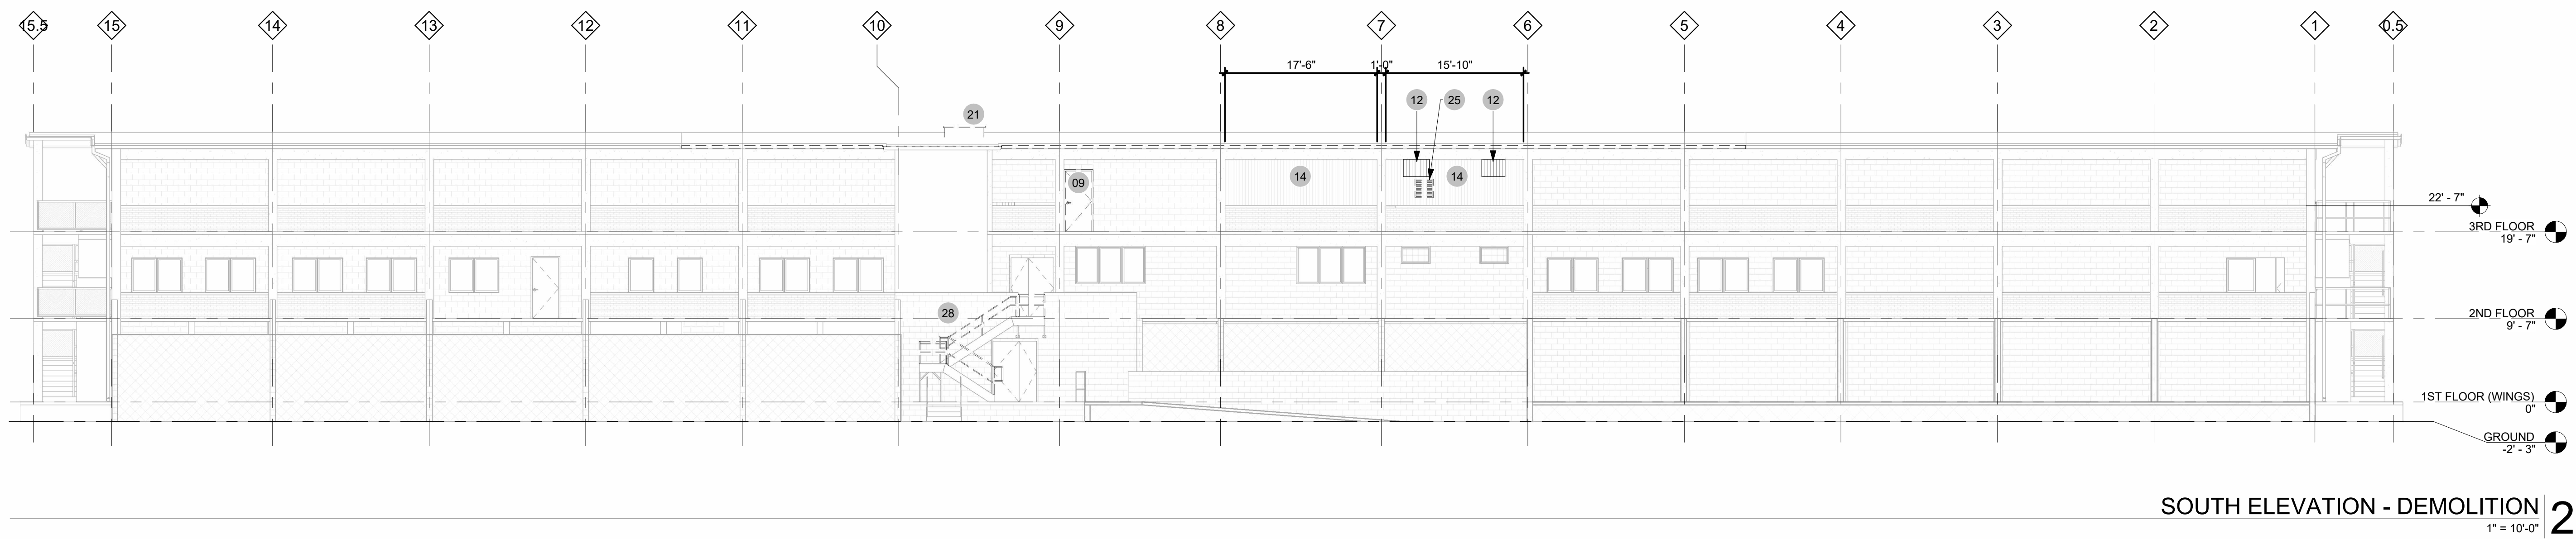 15.5 15 14 13 12 11 10 9 8 7 6 5 4 3 2 1 0.5
17'-6" 1'-0" 15'-10"
12 25 12
21
14 14
09
22' - 7"
3RD FLOOR
19' - 7"
28
2ND FLOOR
9' - 7"
1ST FLOOR (WINGS)
0"
GROUND
-2' - 3"
SOUTH ELEVATION - DEMOLITION 2
1" = 10'-0"